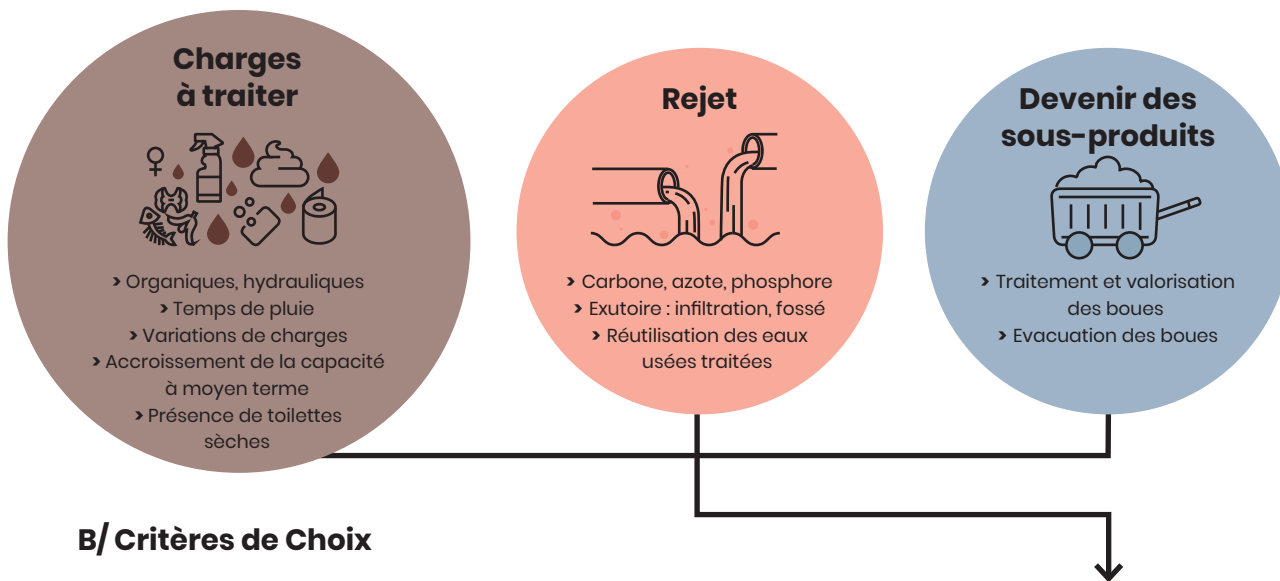 Charges
à traiter
> Organiques, hydrauliques
> Temps de pluie
> Variations de charges
> Accroissement de la capacité
à moyen terme
> Présence de toilettes
sèches
Rejet
> Carbone, azote, phosphore
> Exutoire : infiltration, fossé
> Réutilisation des eaux
usées traitées
Devenir des
sous-produits
> Traitement et valorisation
des boues
> Evacuation des boues
B/ Critères de Choix